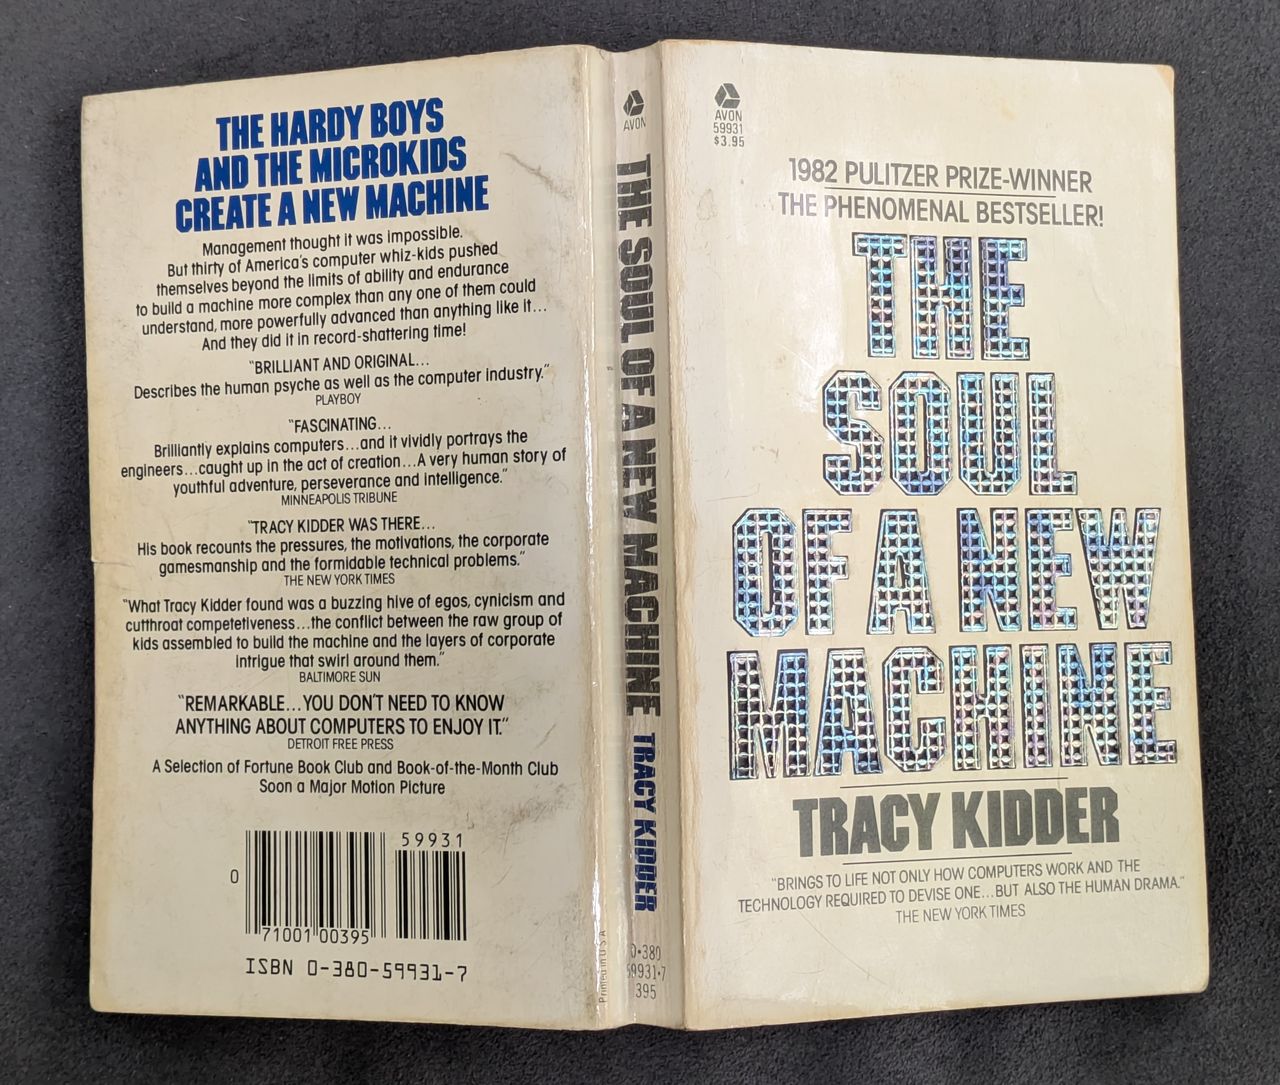 THE HARDY BOYS
AND THE MICROKIDS
CREATE A NEW MACHINE
Management thought it was impossible.
But thirty of America's computer whiz-kids pushed
themselves beyond the limits of ability and endurance
to build a machine more complex than any one of them could
understand, more powerfully advanced than anything like it...
And they did it in record-shattering time!
"BRILLIANT AND ORIGINAL...
Describes the human psyche as well as the computer industry."
PLAYBOY
"FASCINATING...
Brilliantly explains computers...and it vividly portrays the
engineers...caught up in the act of creation...A very human story of
youthful adventure, perseverance and intelligence."
MINNEAPOLIS TRIBUNE
"TRACY KIDDER WAS THERE...
His book recounts the pressures, the motivations, the corporate
gamesmanship and the formidable technical problems."
THE NEW YORK TIMES
"What Tracy Kidder found was a buzzing hive of egos, cynicism and
cutthroat competetiveness...the conflict between the raw group of
kids assembled to build the machine and the layers of corporate
intrigue that swirl around them."
BALTIMORE SUN
"REMARKABLE...YOU DON'T NEED TO KNOW
ANYTHING ABOUT COMPUTERS TO ENJOY IT."
DETROIT FREE PRESS
A Selection of Fortune Book Club and Book-of-the-Month Club
Soon a Major Motion Picture
59931
0
71001 00395
ISBN 0-380-59931-7
AVON
THE SOUL OF A NEW MACHINE TRACY KIDDER
Printed in U.S.A
0-380
59931-7
395
AVON
59931
$3.95
1982 PULITZER PRIZE-WINNER
THE PHENOMENAL BESTSELLER!
THE
SOUL
OF A NEW
MACHINE
TRACY KIDDER
"BRINGS TO LIFE NOT ONLY HOW COMPUTERS WORK AND THE
TECHNOLOGY REQUIRED TO DEVISE ONE...BUT ALSO THE HUMAN DRAMA."
THE NEW YORK TIMES